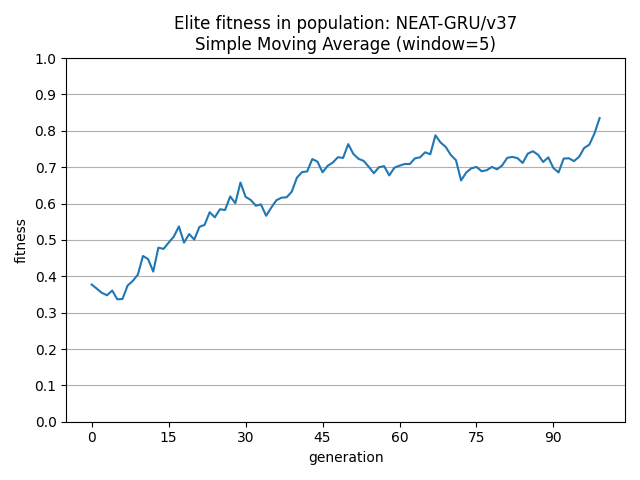 Elite fitness in population: NEAT-GRU/v37
Simple Moving Average (window=5)
1.0
0.9
0.8
0.7
0.6
0.5
0.4
0.3
0.2
0.1
0.0
fitness
0 15 30 45 60 75 90
generation